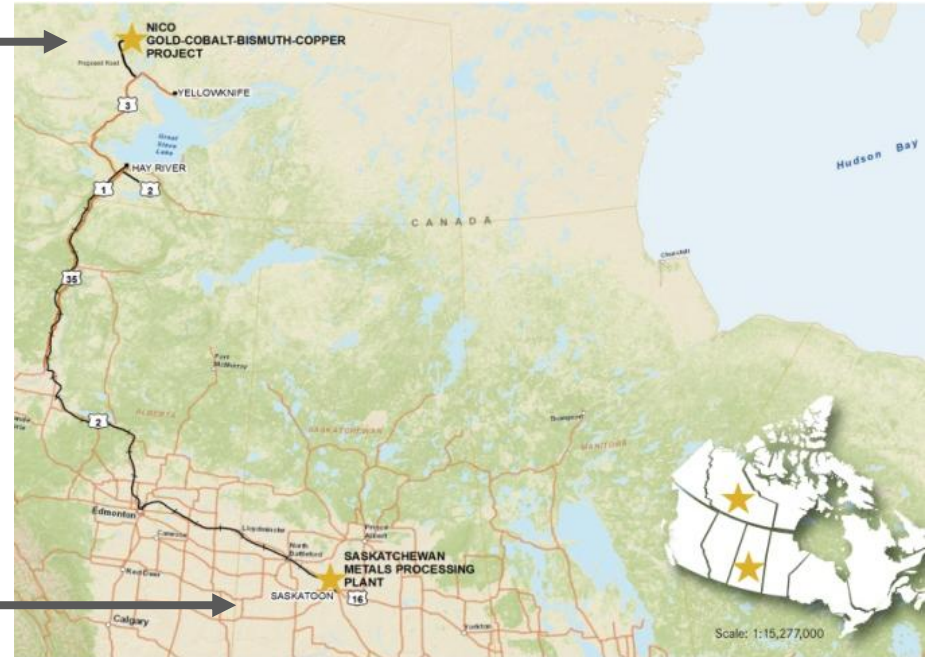 NICO
GOLD-COBALT-BISMUTH-COPPER
PROJECT
Proposed Road
YELLOWKNIFE
3
Great
Slave
Lake
HAY RIVER
1
2
Hudson Bay
CANADA
Churchill
35
Fort
McMurray
2
ALBERTA
SASKATCHEWAN
Thompson
MANITOBA
Edmonton
Lloydminster
Camrose
North
Battleford
Prince
Albert
Red Deer
SASKATCHEWAN
METALS PROCESSING
PLANT
SASKATOON
16
Calgary
Yorkton
Scale: 1:15,277,000